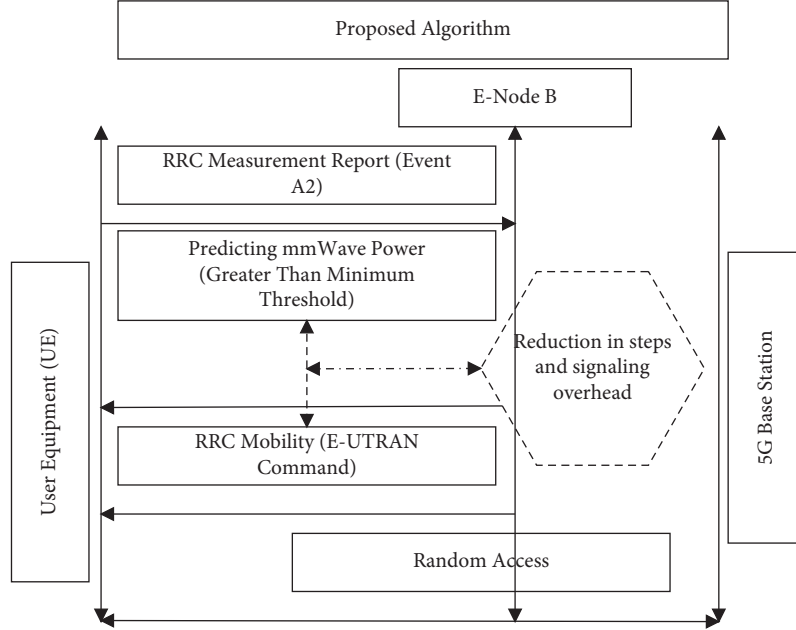 Proposed Algorithm
E-Node B
RRC Measurement Report (Event
A2)
Predicting mmWave Power
(Greater Than Minimum
Threshold)
Reduction in steps
and signaling
overhead
User Equipment (UE)
5G Base Station
RRC Mobility (E-UTRAN
Command)
Random Access